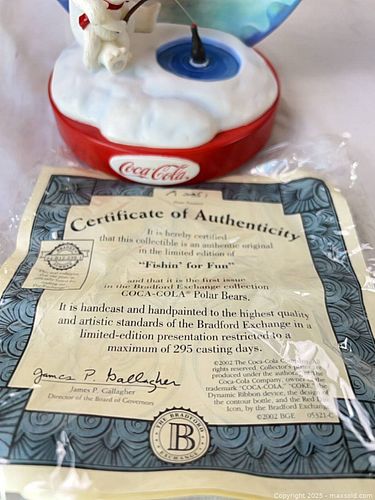 Coca-Cola
A 2251
Certificate of Authenticity
It is hereby certified
that this collectible is an authentic original
in the limited edition of
"Fishin' for Fun"
and that it is the first issue
in the Bradford Exchange collection
COCA-COLA® Polar Bears.
It is handcast and handpainted to the highest quality
and artistic standards of the Bradford Exchange in a
limited-edition presentation restricted to a
maximum of 295 casting days.
James P. Gallagher
James P. Gallagher
Director of the Board of Governors
©2002 The Coca-Cola Company. All
rights reserved.
produced under the
Coca-Cola Company, owner
trademark "COCA-COLA," "COKE," the
Dynamic Ribbon device, the design of
the contour bottle, and the Red
Icon, by the Bradford Exchange
©2002 BGE 05321-C
THE BRADFORD
B
EXCHANGE
Copyright 2025 - maxsold.com